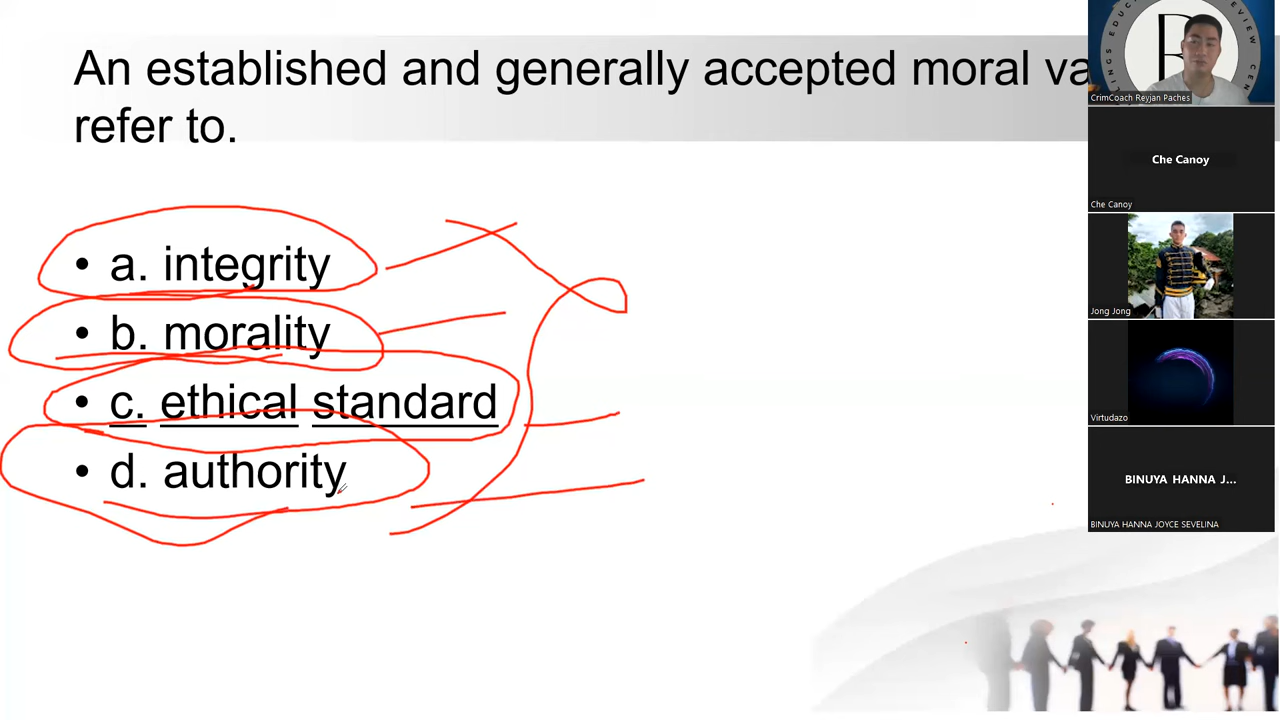 An established and generally accepted moral
refer to.
• a. integrity
• b. morality
• c. ethical standard
• d. authority
CrimCoach Reyjan Paches
Che Canoy
Che Canoy
Jong Jong
Virtudazo
BINUYA HANNA J...
BINUYA HANNA JOYCE SEVELINA